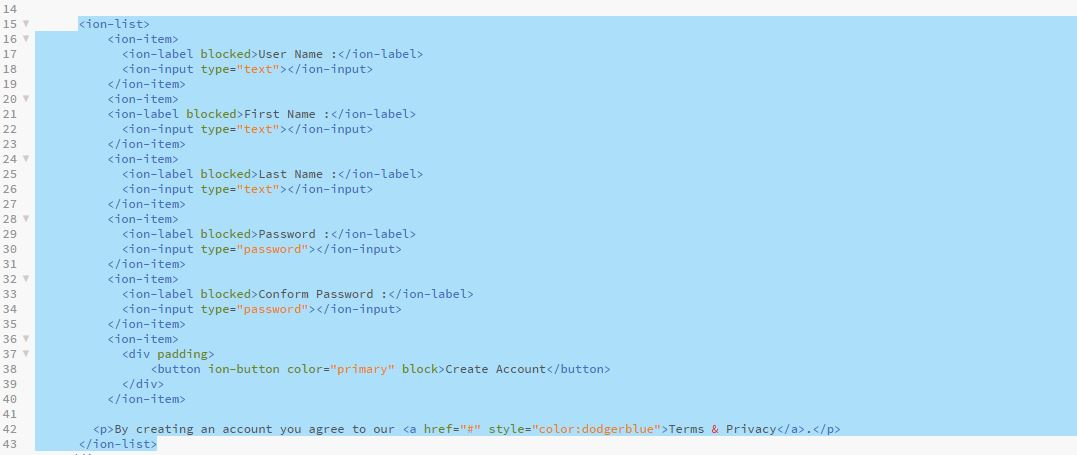 14
15 <ion-list>
16 <ion-item>
17 <ion-label blocked>User Name :</ion-label>
18 <ion-input type="text"></ion-input>
19 </ion-item>
20 <ion-item>
21 <ion-label blocked>First Name :</ion-label>
22 <ion-input type="text"></ion-input>
23 </ion-item>
24 <ion-item>
25 <ion-label blocked>Last Name :</ion-label>
26 <ion-input type="text"></ion-input>
27 </ion-item>
28 <ion-item>
29 <ion-label blocked>Password :</ion-label>
30 <ion-input type="password"></ion-input>
31 </ion-item>
32 <ion-item>
33 <ion-label blocked>Conform Password :</ion-label>
34 <ion-input type="password"></ion-input>
35 </ion-item>
36 <ion-item>
37 <div padding>
38 <button ion-button color="primary" block>Create Account</button>
39 </div>
40 </ion-item>
41
42 <p>By creating an account you agree to our <a href="#" style="color:dodgerblue">Terms & Privacy</a>.</p>
43 </ion-list>